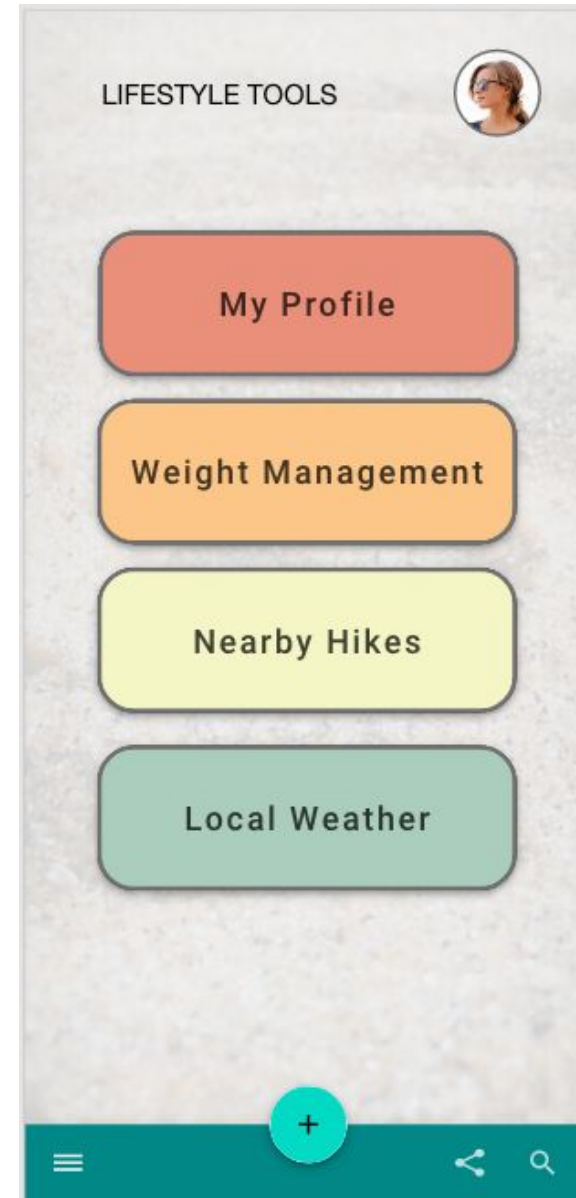 LIFESTYLE TOOLS
My Profile
Weight Management
Nearby Hikes
Local Weather
+